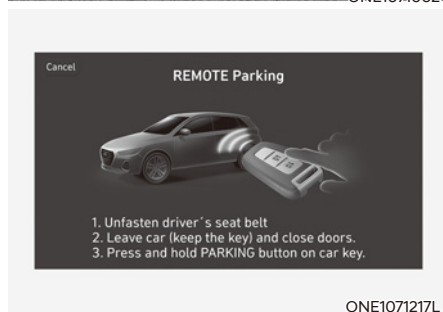 Cancel
REMOTE Parking
1. Unfasten driver´s seat belt
2. Leave car (keep the key) and close doors.
3. Press and hold PARKING button on car key.
ONE1071217L